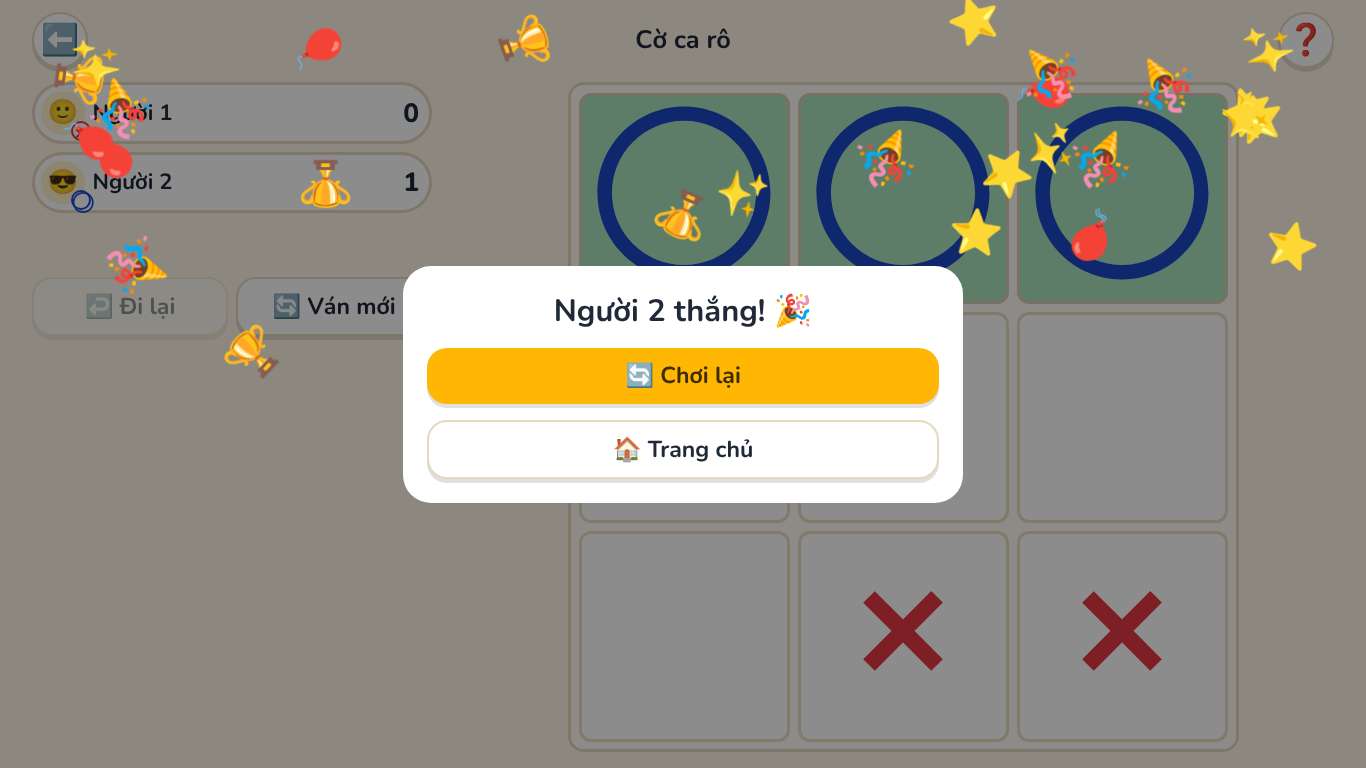 Cờ ca rô
Người 1
0
Người 2
1
Đi lại
Ván mới
Người 2 thắng!
Chơi lại
Trang chủ